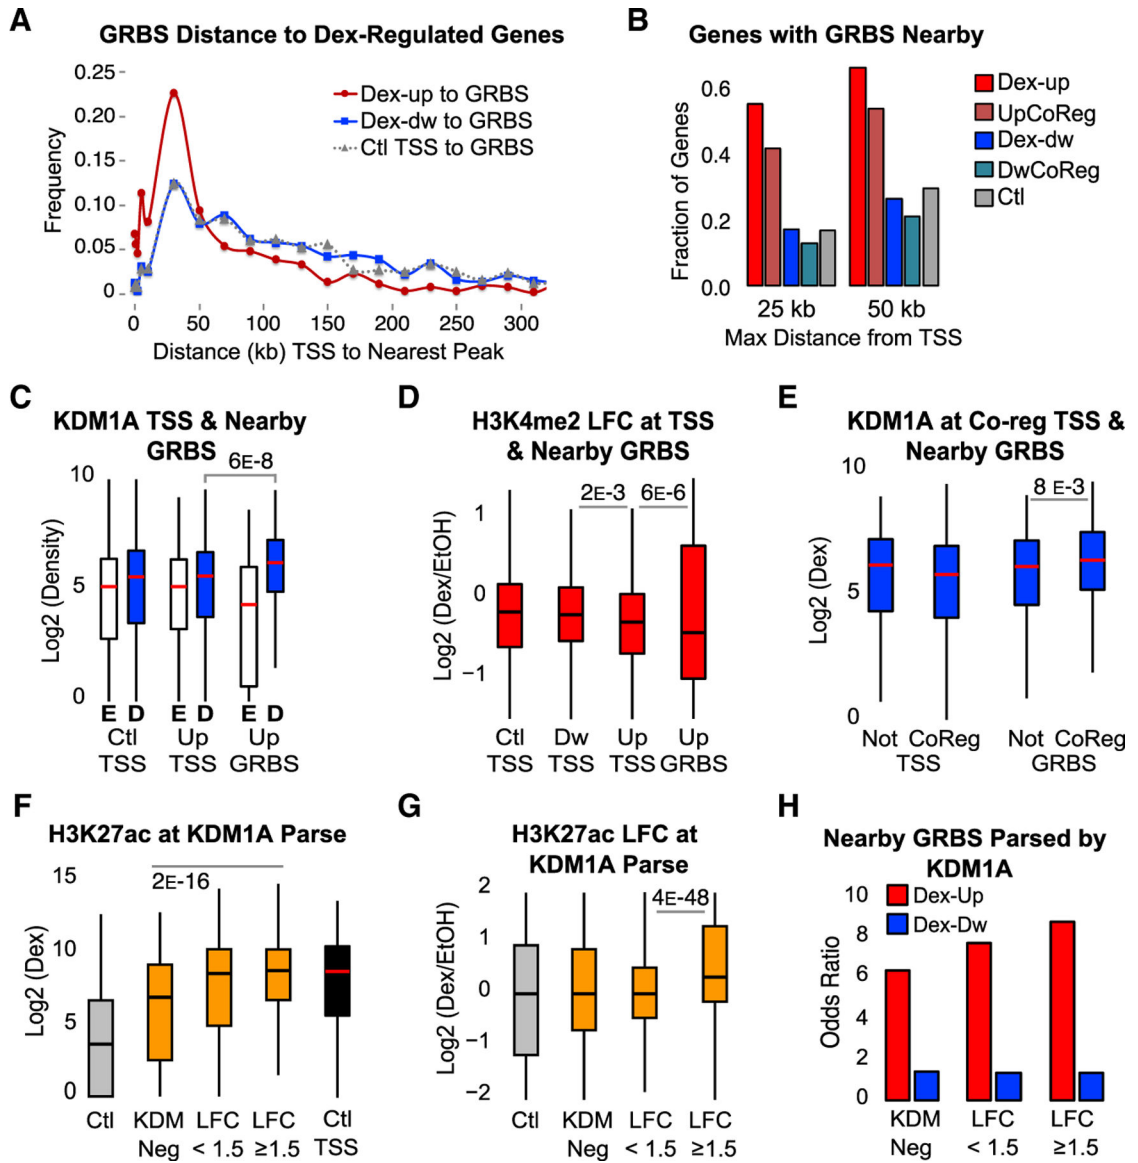 A
GRBS Distance to Dex-Regulated Genes
0.25
0.20
0.15
0.10
0.05
0
Frequency
Dex-up to GRBS
Dex-dw to GRBS
Ctl TSS to GRBS
0 50 100 150 200 250 300
Distance (kb) TSS to Nearest Peak
B
Genes with GRBS Nearby
0.6
0.4
0.2
0.0
Fraction of Genes
Dex-up
UpCoReg
Dex-dw
DwCoReg
Ctl
25 kb 50 kb
Max Distance from TSS
C
KDM1A TSS & Nearby
GRBS
6E-8
10
5
0
Log2 (Density)
E D E D E D
Ctl Up Up
TSS TSS GRBS
D
H3K4me2 LFC at TSS
& Nearby GRBS
2E-3 6E-6
1
0
−1
Log2 (Dex/EtOH)
Ctl Dw Up Up
TSS TSS TSS GRBS
E
KDM1A at Co-reg TSS &
Nearby GRBS
8 E-3
10
5
0
Log2 (Dex)
Not CoReg Not CoReg
TSS GRBS
F
H3K27ac at KDM1A Parse
2E-16
15
10
5
0
Log2 (Dex)
Ctl KDM LFC LFC Ctl
Neg < 1.5 ≥1.5 TSS
G
H3K27ac LFC at
KDM1A Parse
4E-48
2
1
0
−1
−2
Log2 (Dex/EtOH)
Ctl KDM LFC LFC
Neg < 1.5 ≥1.5
H
Nearby GRBS Parsed by
KDM1A
10
8
6
4
2
0
Odds Ratio
Dex-Up
Dex-Dw
KDM LFC LFC
Neg < 1.5 ≥1.5